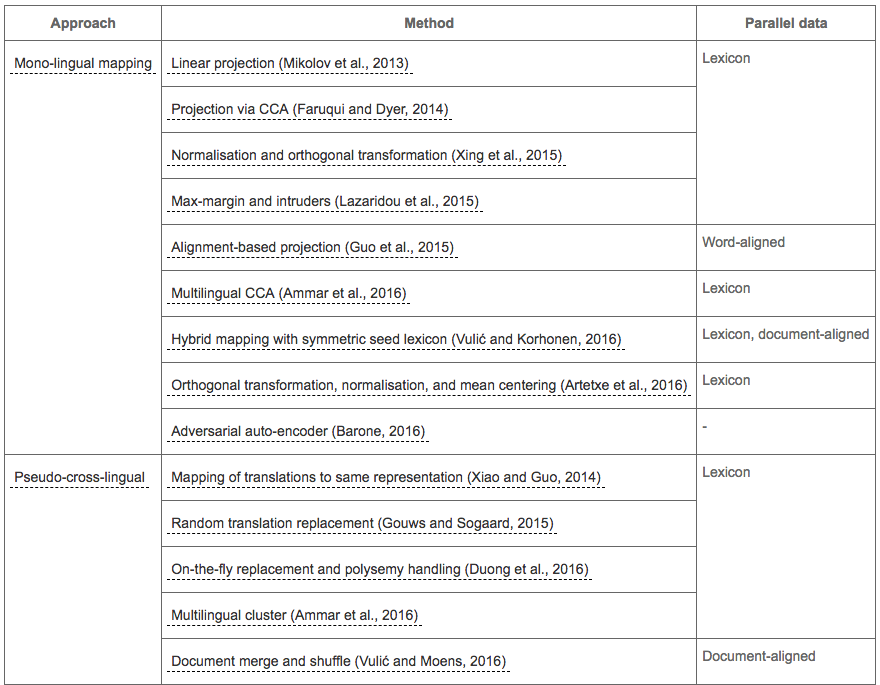 Approach Method Parallel data
Mono-lingual mapping Linear projection (Mikolov et al., 2013) Lexicon
Projection via CCA (Faruqui and Dyer, 2014)
Normalisation and orthogonal transformation (Xing et al., 2015)
Max-margin and intruders (Lazaridou et al., 2015)
Alignment-based projection (Guo et al., 2015) Word-aligned
Multilingual CCA (Ammar et al., 2016) Lexicon
Hybrid mapping with symmetric seed lexicon (Vulić and Korhonen, 2016) Lexicon, document-aligned
Orthogonal transformation, normalisation, and mean centering (Artetxe et al., 2016) Lexicon
Adversarial auto-encoder (Barone, 2016) -
Pseudo-cross-lingual Mapping of translations to same representation (Xiao and Guo, 2014) Lexicon
Random translation replacement (Gouws and Sogaard, 2015)
On-the-fly replacement and polysemy handling (Duong et al., 2016)
Multilingual cluster (Ammar et al., 2016)
Document merge and shuffle (Vulić and Moens, 2016) Document-aligned